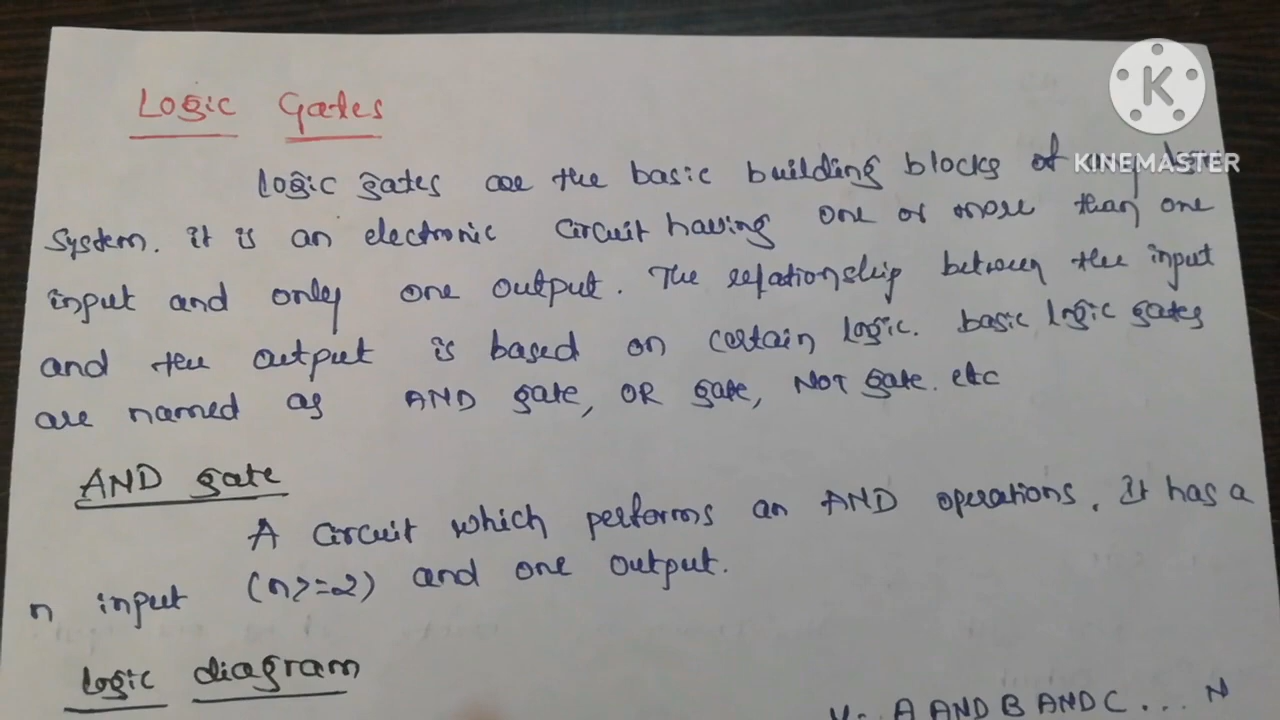 Logic Gates
KINEMASTER
Logic gates are the basic building blocks of any
system. it is an electronic circuit having one or more than one
input and only one output. The relationship between the input
and the output is based on certain logic. basic logic gates
are named as AND gate, OR gate, NOT gate. etc
AND gate
A circuit which performs an AND operations. It has a
n input (n>=2) and one output.
Logic diagram
A AND B AND C ... N